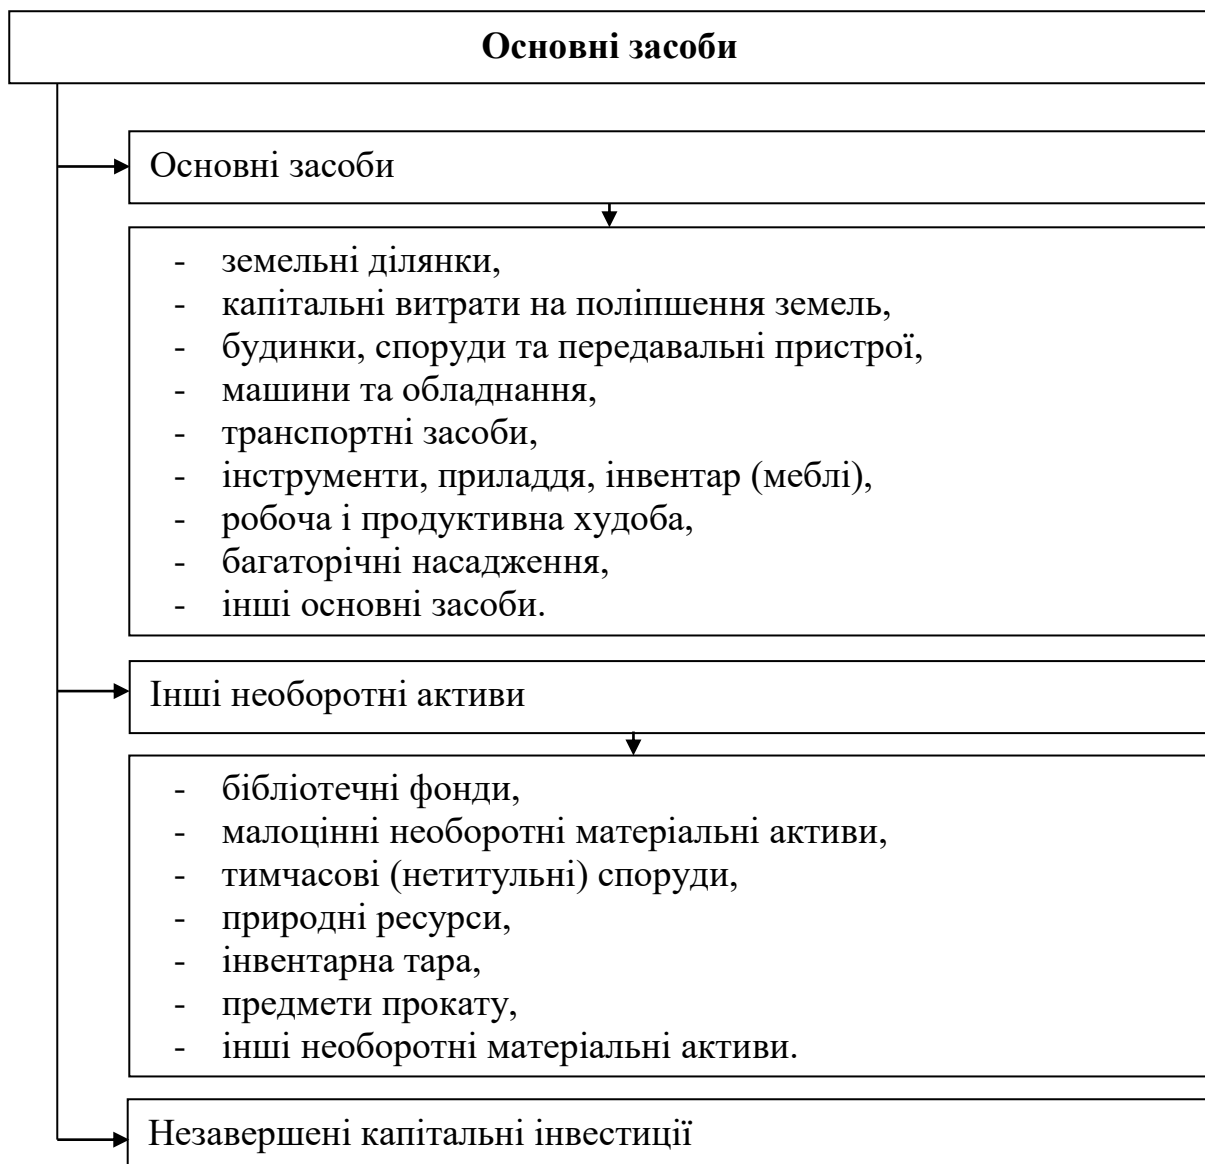 Основні засоби
Основні засоби
- земельні ділянки,
- капітальні витрати на поліпшення земель,
- будинки, споруди та передавальні пристрої,
- машини та обладнання,
- транспортні засоби,
- інструменти, приладдя, інвентар (меблі),
- робоча і продуктивна худоба,
- багаторічні насадження,
- інші основні засоби.
Інші необоротні активи
- бібліотечні фонди,
- малоцінні необоротні матеріальні активи,
- тимчасові (нетитульні) споруди,
- природні ресурси,
- інвентарна тара,
- предмети прокату,
- інші необоротні матеріальні активи.
Незавершені капітальні інвестиції